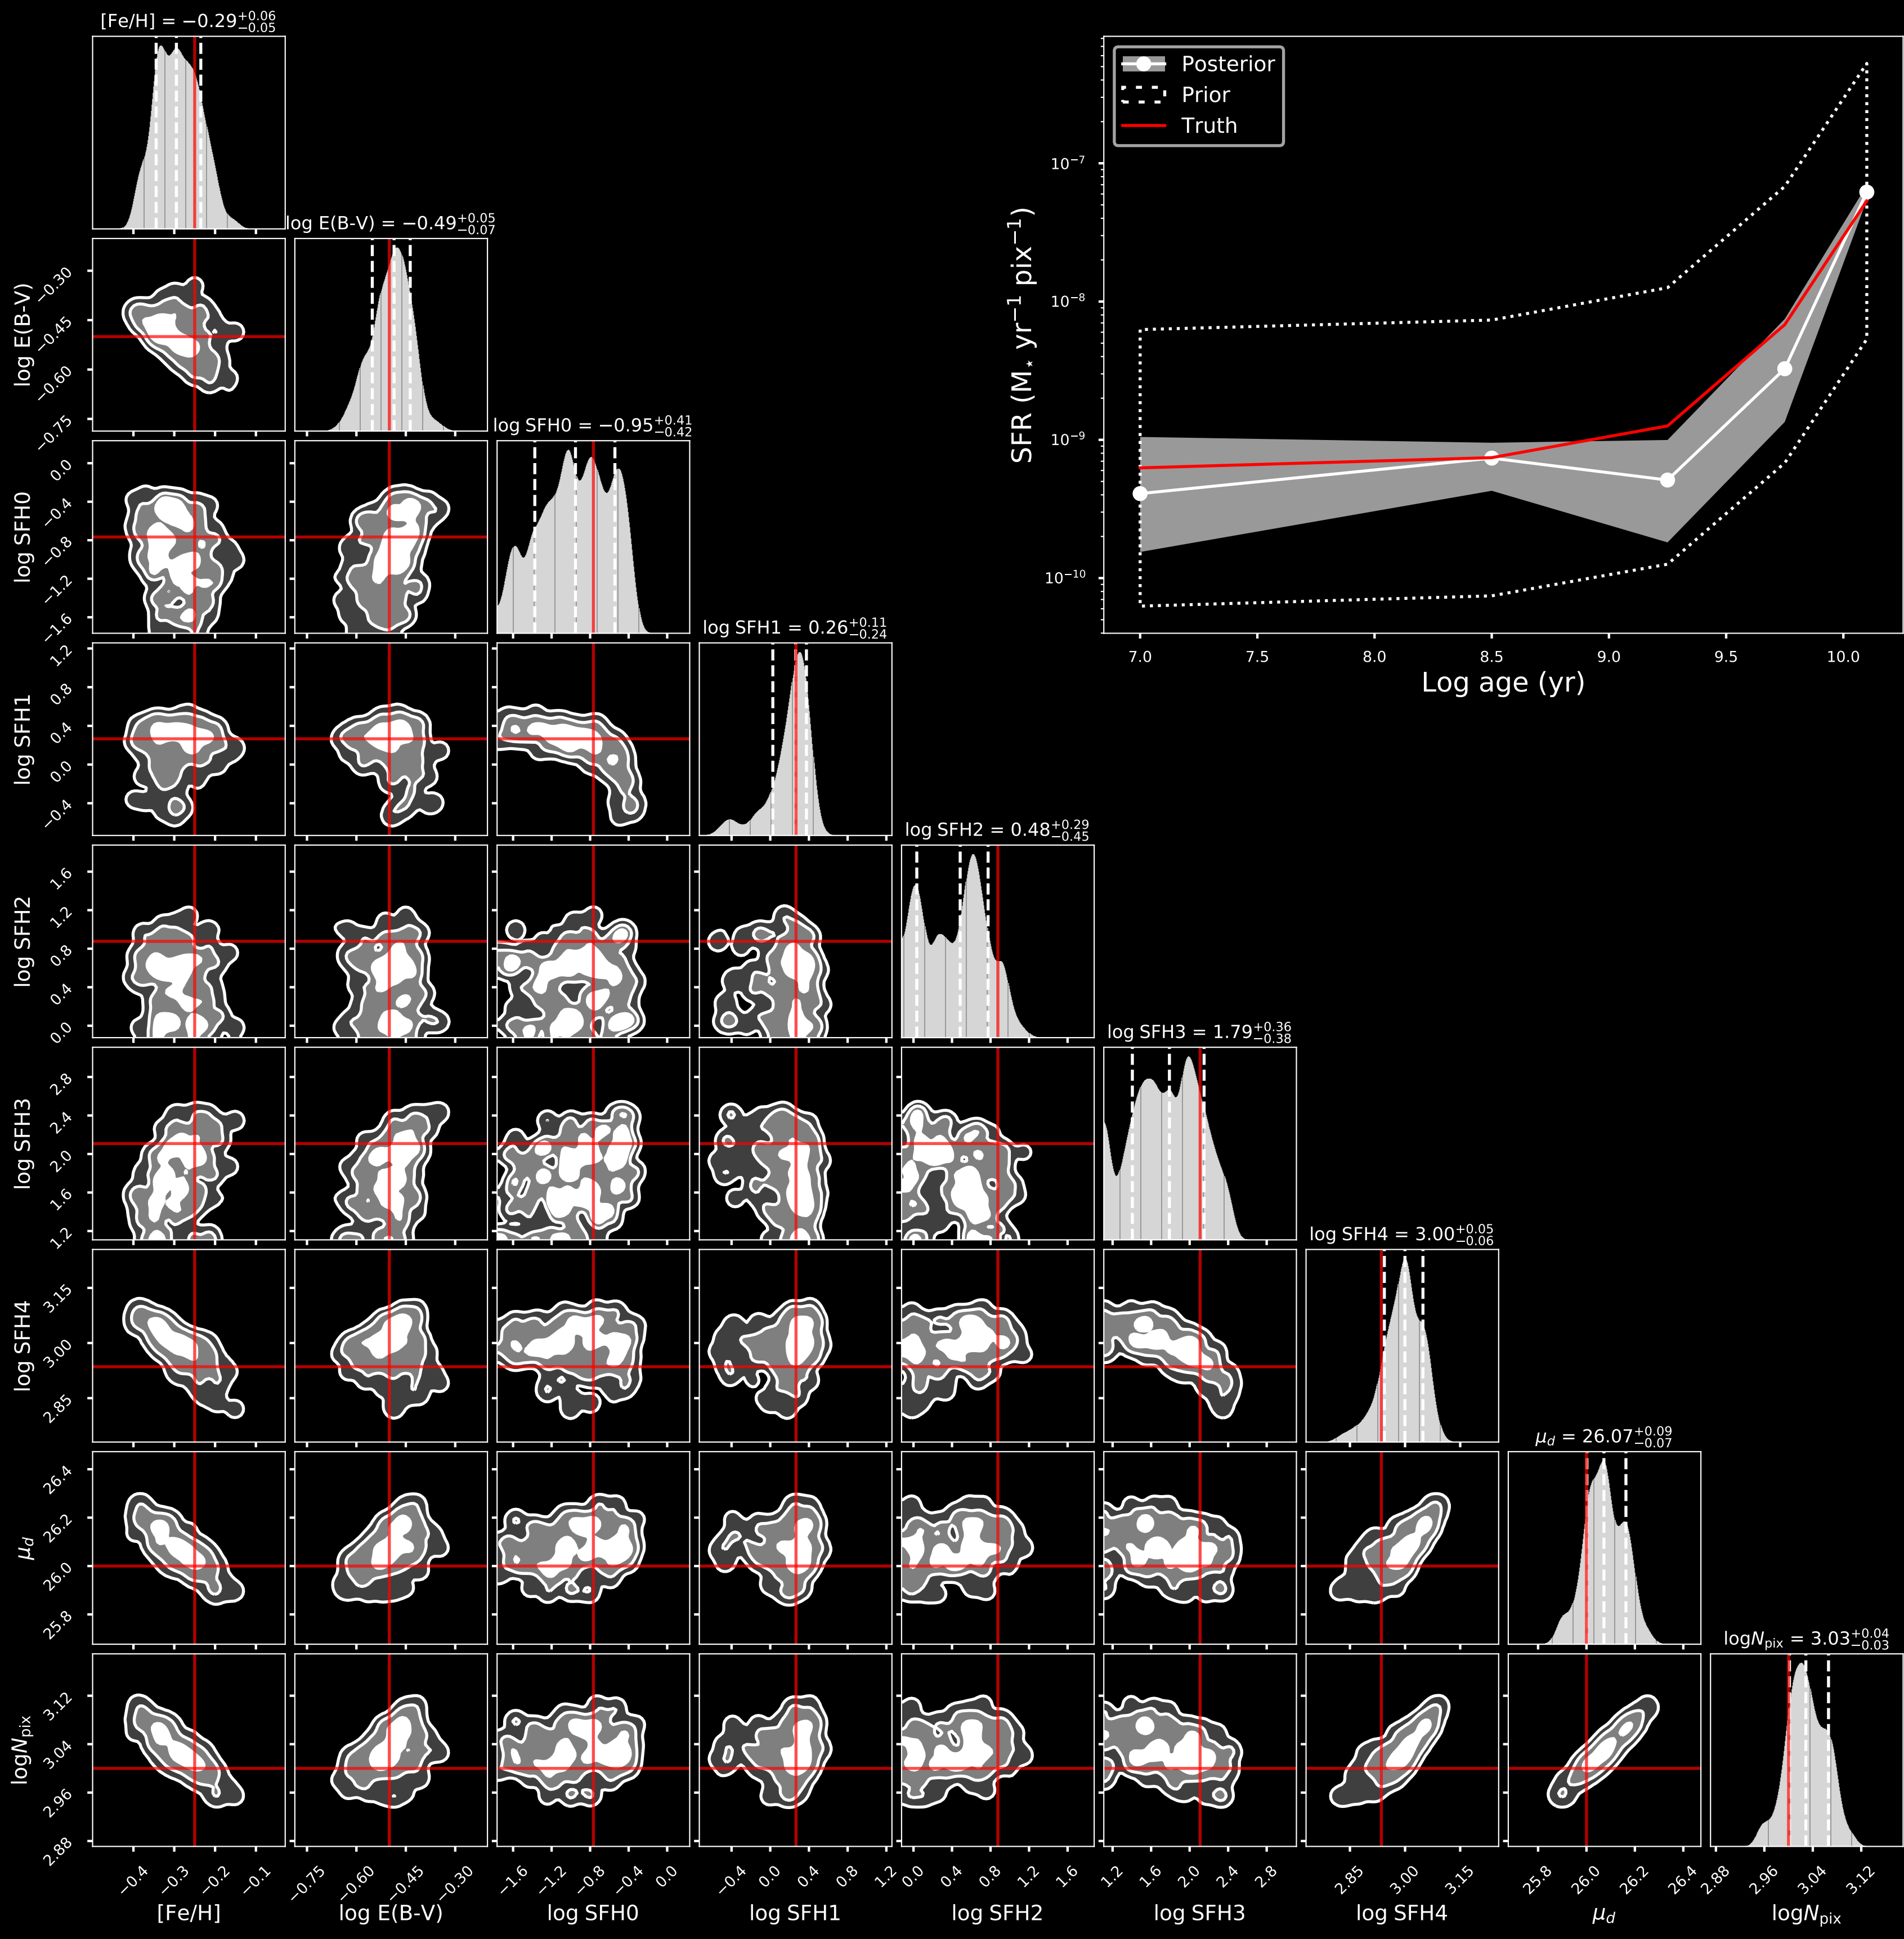 [Fe/H] = −0.29+0.06−0.05
Posterior
Prior
Truth
10−7
10−8
10−9
10−10
SFR (M⋆ yr−1 pix−1)
7.0 7.5 8.0 8.5 9.0 9.5 10.0
Log age (yr)
log E(B-V) = −0.49+0.05−0.07
log E(B-V)
−0.30
−0.45
−0.60
−0.75
log SFH0 = −0.95+0.41−0.42
log SFH0
0.0
−0.4
−0.8
−1.2
−1.6
log SFH1 = 0.26+0.11−0.24
log SFH1
1.2
0.8
0.4
0.0
−0.4
log SFH2 = 0.48+0.29−0.45
log SFH2
1.6
1.2
0.8
0.4
0.0
log SFH3 = 1.79+0.36−0.38
log SFH3
2.8
2.4
2.0
1.6
1.2
log SFH4 = 3.00+0.05−0.06
log SFH4
3.15
3.00
2.85
μd = 26.07+0.09−0.07
μd
26.4
26.2
26.0
25.8
logNpix = 3.03+0.04−0.03
logNpix
3.12
3.04
2.96
2.88
−0.4 −0.3 −0.2 −0.1 −0.75 −0.60 −0.45 −0.30 −1.6 −1.2 −0.8 −0.4 0.0 −0.4 0.0 0.4 0.8 1.2 0.0 0.4 0.8 1.2 1.6 1.2 1.6 2.0 2.4 2.8 2.85 3.00 3.15 25.8 26.0 26.2 26.4 2.88 2.96 3.04 3.12
[Fe/H] log E(B-V) log SFH0 log SFH1 log SFH2 log SFH3 log SFH4 μd logNpix